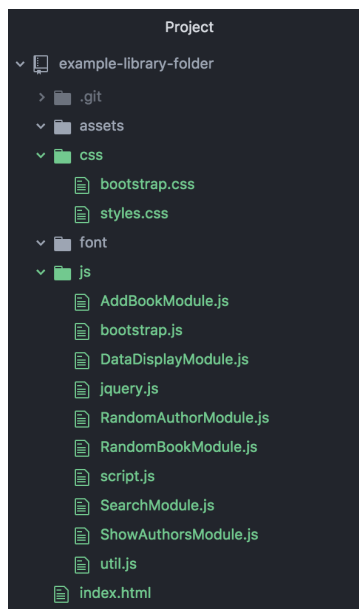 Project
example-library-folder
.git
assets
css
bootstrap.css
styles.css
font
js
AddBookModule.js
bootstrap.js
DataDisplayModule.js
jquery.js
RandomAuthorModule.js
RandomBookModule.js
script.js
SearchModule.js
ShowAuthorsModule.js
util.js
index.html